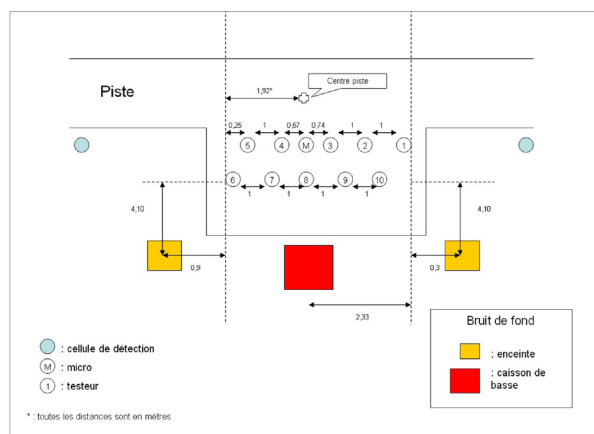 Centre piste
Piste
1,92*
0,25 1 0,67 0,74 1 1
5 4 M 3 2 1
6 7 8 9 10
1 1 1 1
4,10 4,10
0,9 0,3
2,33
Bruit de fond
: enceinte
: caisson de
basse
: cellule de détection
M : micro
1 : testeur
* : toutes les distances sont en mètres